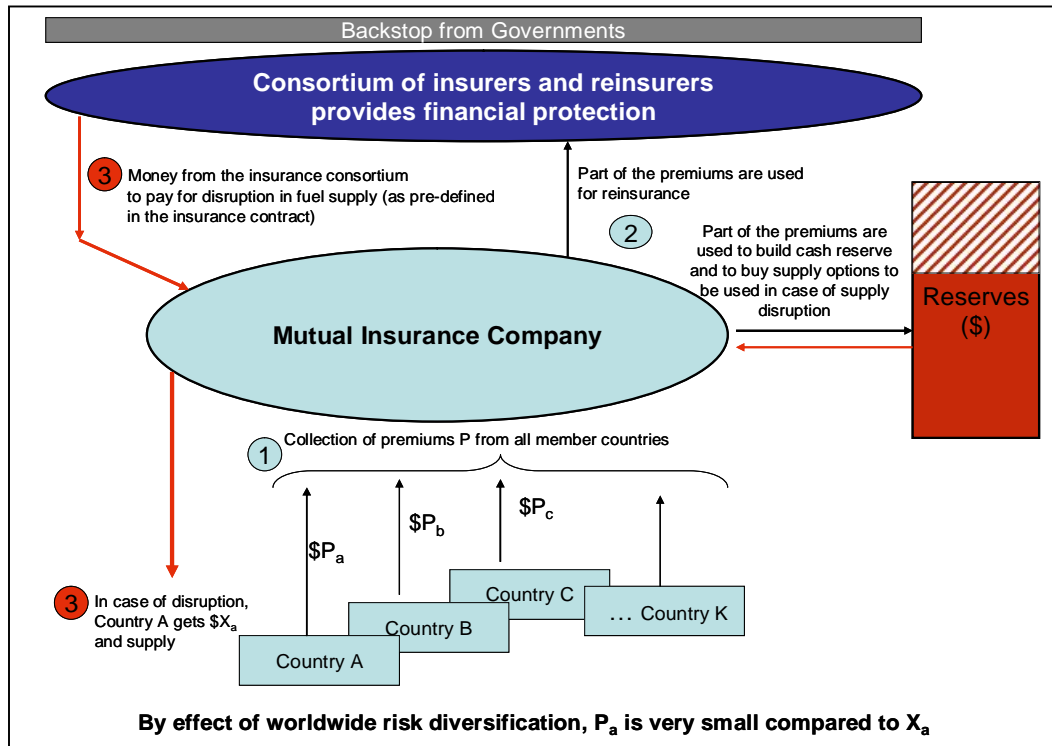 Backstop from Governments
Consortium of insurers and reinsurers
provides financial protection
3
Money from the insurance consortium
to pay for disruption in fuel supply (as pre-defined
in the insurance contract)
Part of the premiums are used
for reinsurance
2
Part of the premiums are
used to build cash reserve
and to buy supply options to
be used in case of supply
disruption
Reserves
($)
Mutual Insurance Company
1
Collection of premiums P from all member countries
$Pₐ
$P_b
$P_c
3
In case of disruption,
Country A gets $Xₐ
and supply
Country A
Country B
Country C
... Country K
By effect of worldwide risk diversification, Pₐ is very small compared to Xₐ